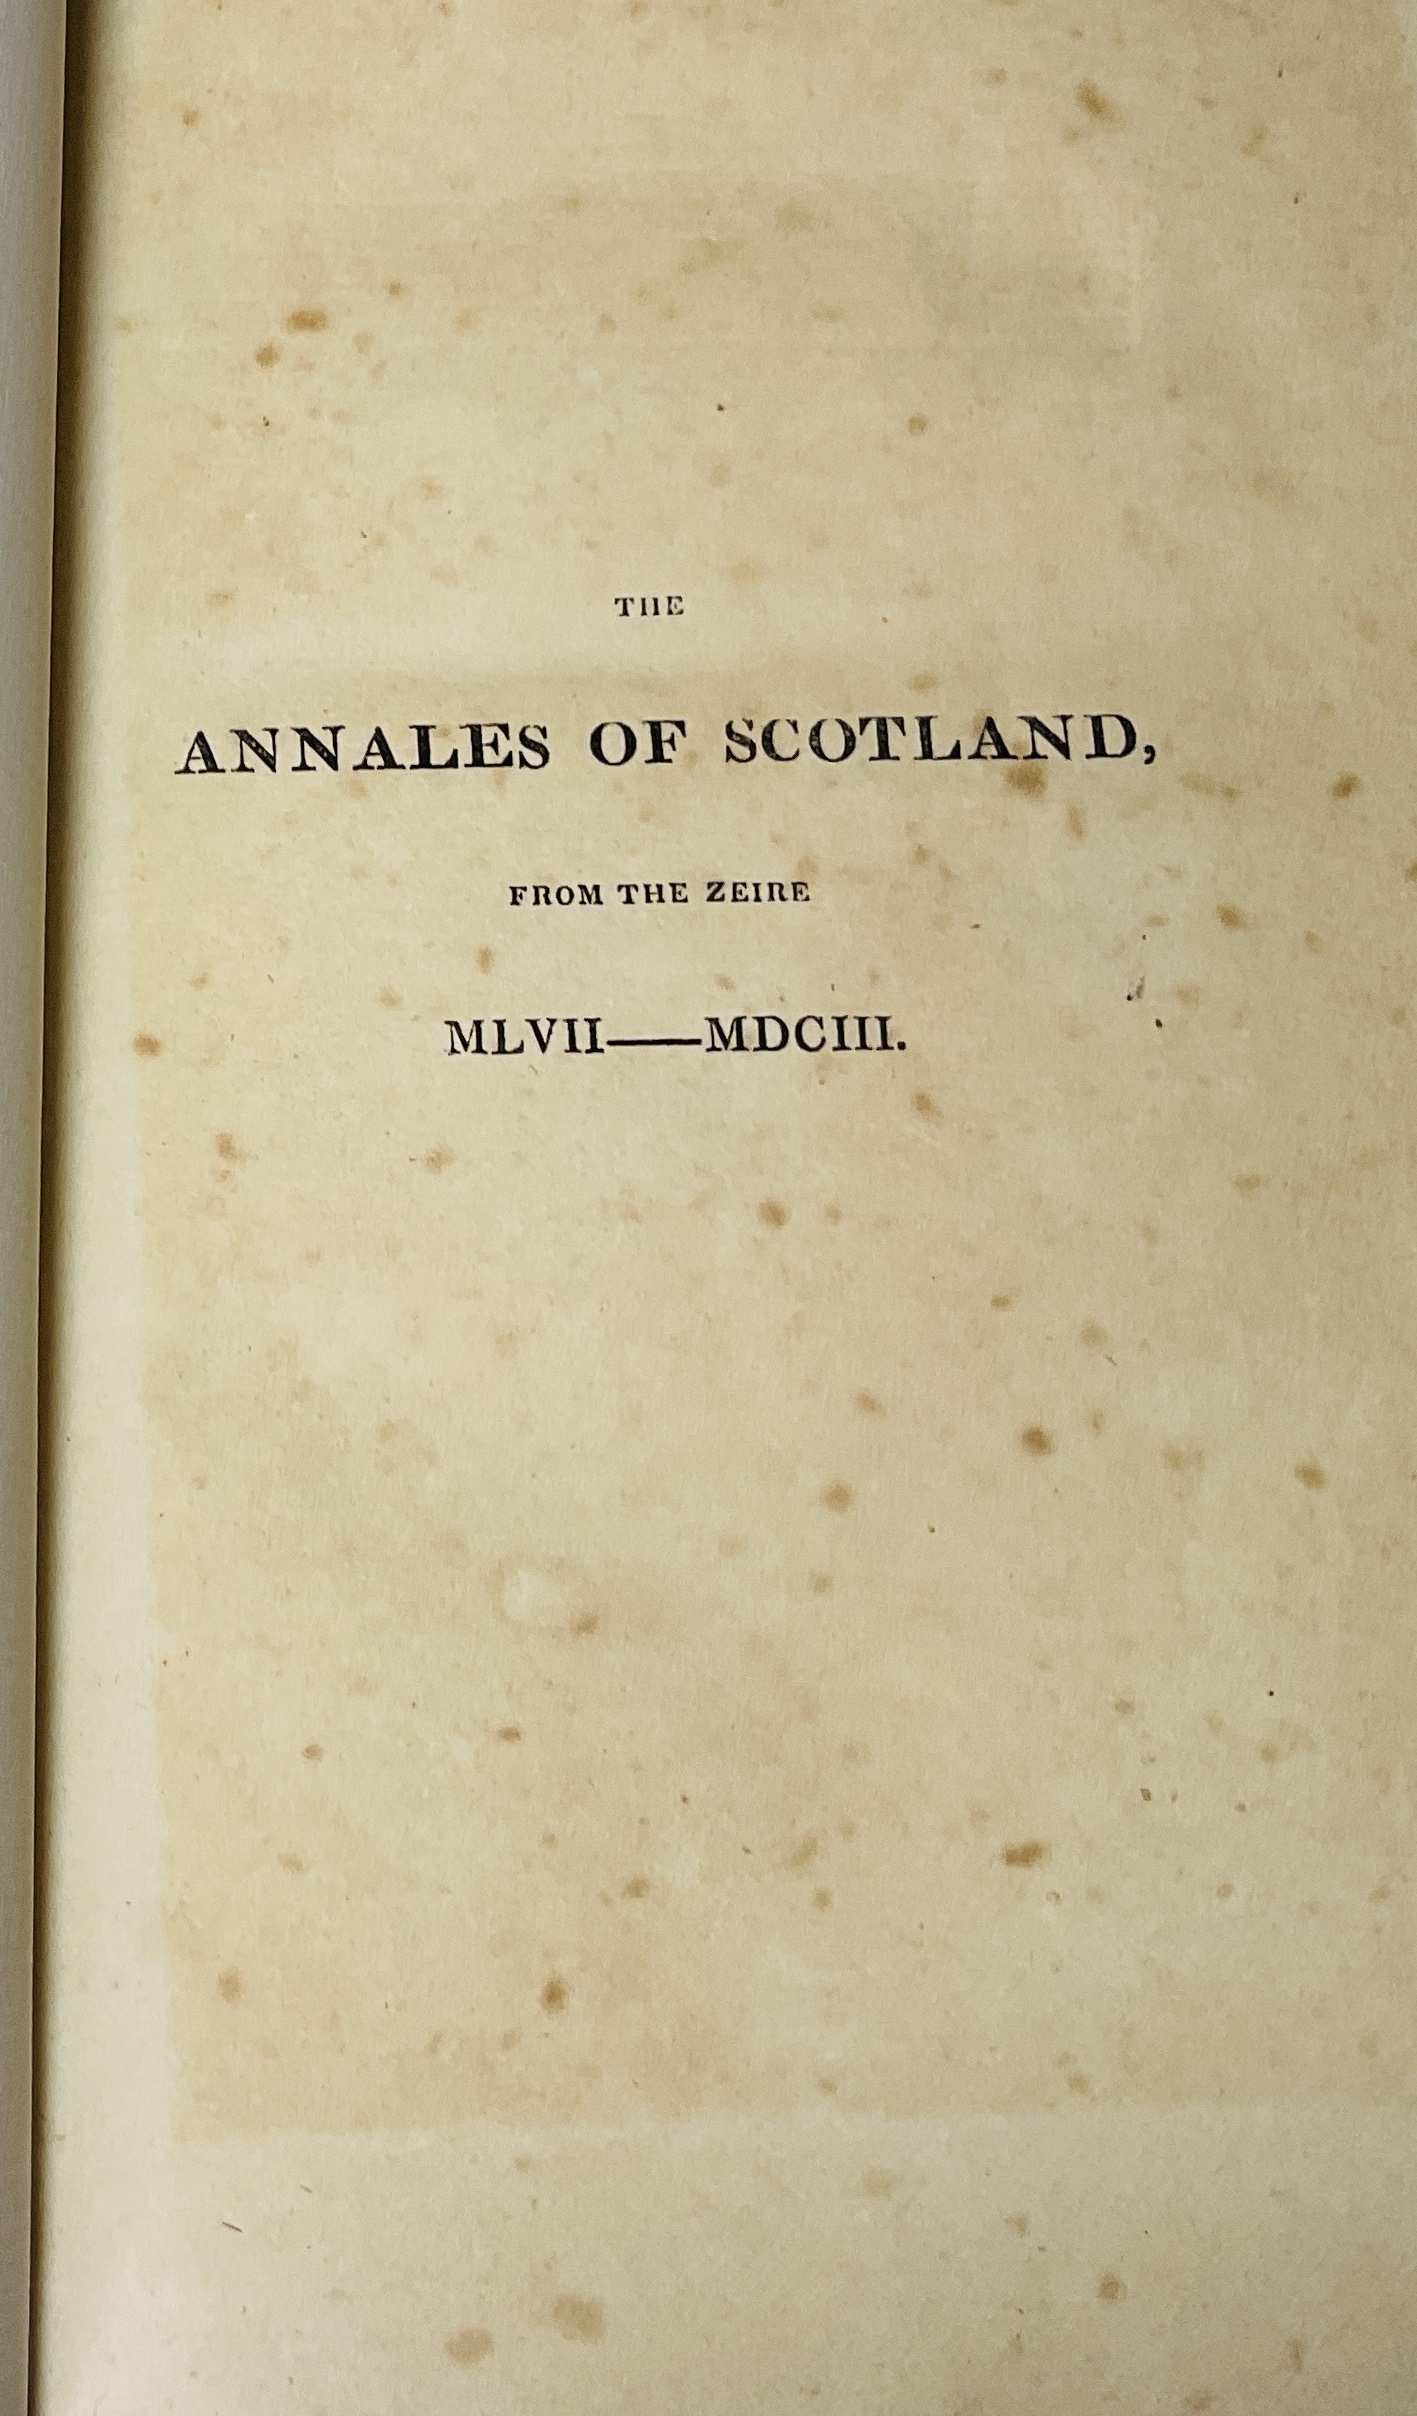 THE
ANNALES OF SCOTLAND,
FROM THE ZEIRE
MLVII——MDCIII.